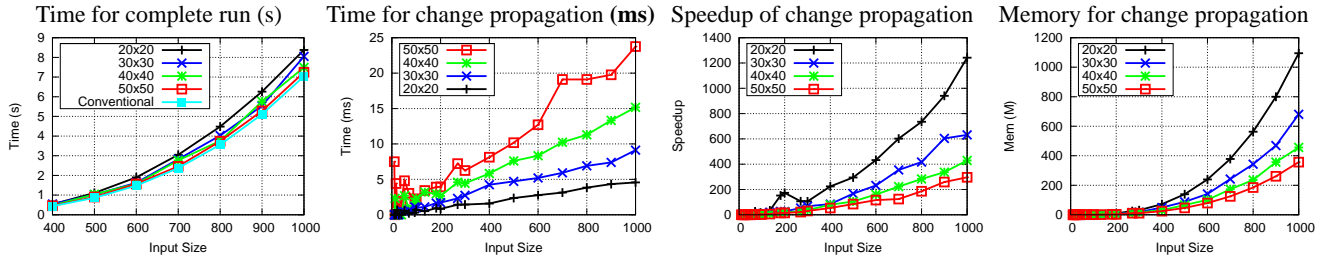 Time for complete run (s)
9
8
7
6
5
4
3
2
1
0
Time (s)
20x20
30x30
40x40
50x50
Conventional
400 500 600 700 800 900 1000
Input Size
Time for change propagation (ms)
25
20
15
10
5
0
Time (ms)
50x50
40x40
30x30
20x20
0 200 400 600 800 1000
Input Size
Speedup of change propagation
1400
1200
1000
800
600
400
200
0
Speedup
20x20
30x30
40x40
50x50
0 200 400 600 800 1000
Input Size
Memory for change propagation
1200
1000
800
600
400
200
0
Mem (M)
20x20
30x30
40x40
50x50
0 100 200 300 400 500 600 700 800 900 1000
Input Size